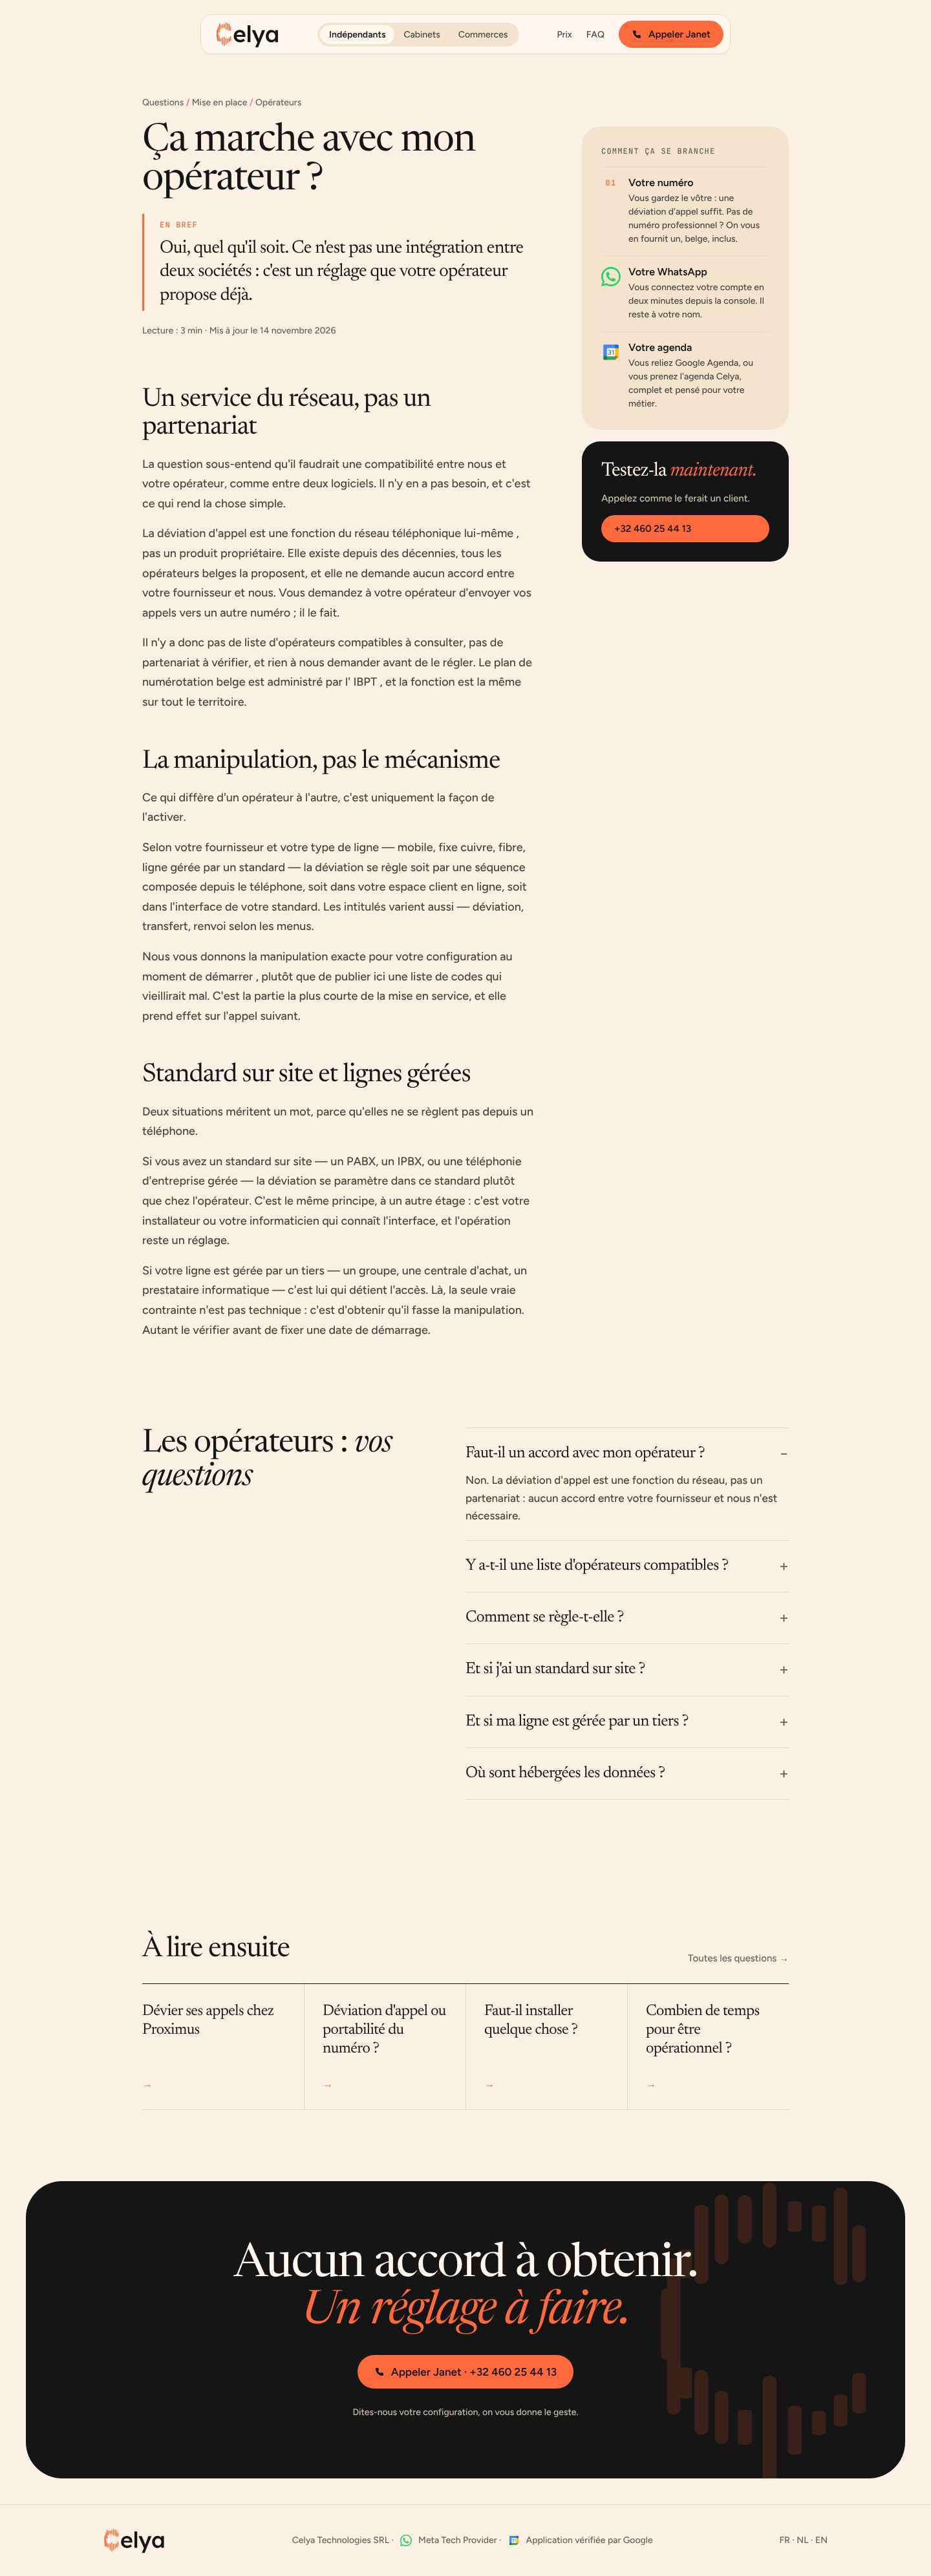 Celya
Indépendants
Cabinets
Commerces
Prix
FAQ
Appeler Janet
Questions / Mise en place / Opérateurs
Ça marche avec mon
opérateur ?
EN BREF
Oui, quel qu'il soit. Ce n'est pas une intégration entre
deux sociétés : c'est un réglage que votre opérateur
propose déjà.
Lecture : 3 min · Mis à jour le 14 novembre 2026
COMMENT ÇA SE BRANCHE
01
Votre numéro
Vous gardez le vôtre : une
déviation d'appel suffit. Pas de
numéro professionnel ? On vous
en fournit un, belge, inclus.
Votre WhatsApp
Vous connectez votre compte en
deux minutes depuis la console. Il
reste à votre nom.
31
Votre agenda
Vous reliez Google Agenda, ou
vous prenez l'agenda Celya,
complet et pensé pour votre
métier.
Testez-la maintenant.
Appelez comme le ferait un client.
+32 460 25 44 13
Un service du réseau, pas un
partenariat
La question sous-entend qu'il faudrait une compatibilité entre nous et
votre opérateur, comme entre deux logiciels. Il n'y en a pas besoin, et c'est
ce qui rend la chose simple.
La déviation d'appel est une fonction du réseau téléphonique lui-même ,
pas un produit propriétaire. Elle existe depuis des décennies, tous les
opérateurs belges la proposent, et elle ne demande aucun accord entre
votre fournisseur et nous. Vous demandez à votre opérateur d'envoyer vos
appels vers un autre numéro ; il le fait.
Il n'y a donc pas de liste d'opérateurs compatibles à consulter, pas de
partenariat à vérifier, et rien à nous demander avant de le régler. Le plan de
numérotation belge est administré par l' IBPT , et la fonction est la même
sur tout le territoire.
La manipulation, pas le mécanisme
Ce qui diffère d'un opérateur à l'autre, c'est uniquement la façon de
l'activer.
Selon votre fournisseur et votre type de ligne — mobile, fixe cuivre, fibre,
ligne gérée par un standard — la déviation se règle soit par une séquence
composée depuis le téléphone, soit dans votre espace client en ligne, soit
dans l'interface de votre standard. Les intitulés varient aussi — déviation,
transfert, renvoi selon les menus.
Nous vous donnons la manipulation exacte pour votre configuration au
moment de démarrer , plutôt que de publier ici une liste de codes qui
vieillirait mal. C'est la partie la plus courte de la mise en service, et elle
prend effet sur l'appel suivant.
Standard sur site et lignes gérées
Deux situations méritent un mot, parce qu'elles ne se règlent pas depuis un
téléphone.
Si vous avez un standard sur site — un PABX, un IPBX, ou une téléphonie
d'entreprise gérée — la déviation se paramètre dans ce standard plutôt
que chez l'opérateur. C'est le même principe, à un autre étage : c'est votre
installateur ou votre informaticien qui connaît l'interface, et l'opération
reste un réglage.
Si votre ligne est gérée par un tiers — un groupe, une centrale d'achat, un
prestataire informatique — c'est lui qui détient l'accès. Là, la seule vraie
contrainte n'est pas technique : c'est d'obtenir qu'il fasse la manipulation.
Autant le vérifier avant de fixer une date de démarrage.
Les opérateurs : vos
questions
Faut-il un accord avec mon opérateur ?
–
Non. La déviation d'appel est une fonction du réseau, pas un
partenariat : aucun accord entre votre fournisseur et nous n'est
nécessaire.
Y a-t-il une liste d'opérateurs compatibles ?
+
Comment se règle-t-elle ?
+
Et si j'ai un standard sur site ?
+
Et si ma ligne est gérée par un tiers ?
+
Où sont hébergées les données ?
+
À lire ensuite
Toutes les questions →
Dévier ses appels chez
Proximus
→
Déviation d'appel ou
portabilité du
numéro ?
→
Faut-il installer
quelque chose ?
→
Combien de temps
pour être
opérationnel ?
→
Aucun accord à obtenir.
Un réglage à faire.
Appeler Janet · +32 460 25 44 13
Dites-nous votre configuration, on vous donne le geste.
Celya
Celya Technologies SRL · Meta Tech Provider · Application vérifiée par Google
FR · NL · EN